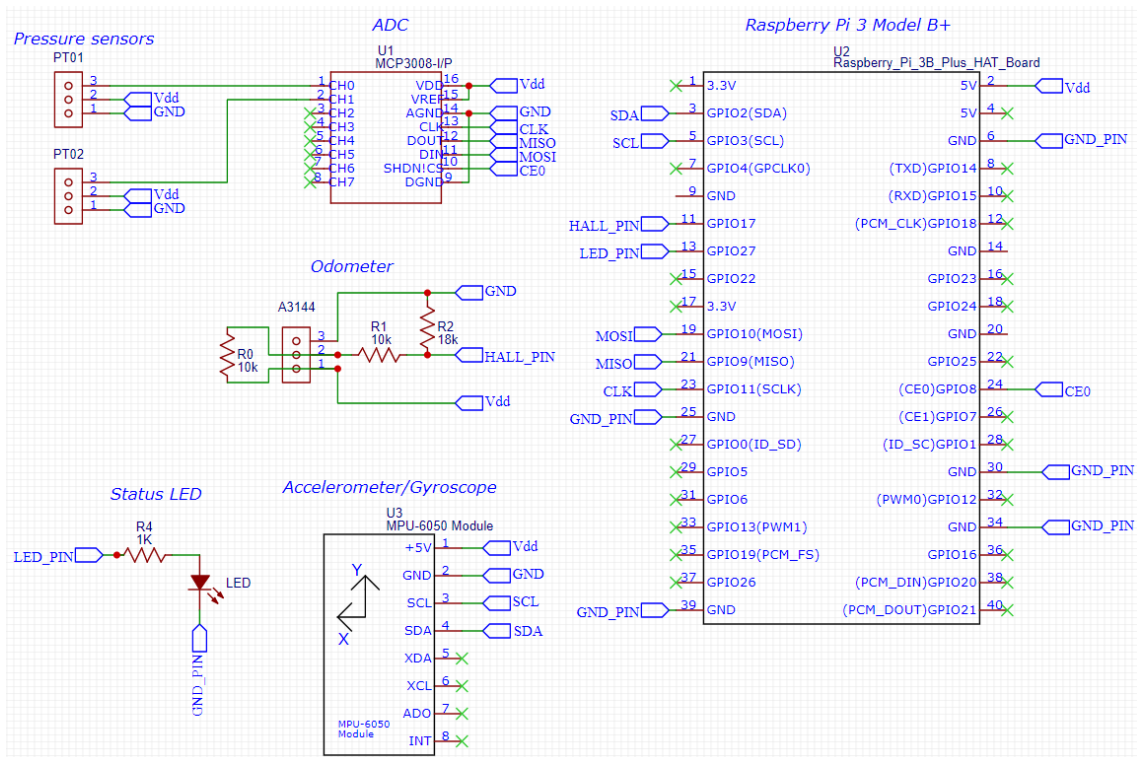 Pressure sensors
PT01
3
2
1
Vdd
GND
PT02
3
2
1
Vdd
GND
ADC
U1
MCP3008-I/P
1 CH0
2 CH1
3 CH2
4 CH3
5 CH4
6 CH5
7 CH6
8 CH7
VDD 16
VREF 15
AGND 14
CLK 13
DOUT 12
DIN 11
SHDN!CS 10
DGND 9
Vdd
GND
CLK
MISO
MOSI
CE0
Odometer
A3144
3
2
1
R0
10k
R1
10k
R2
18k
GND
HALL_PIN
Vdd
Status LED
R4
1K
LED_PIN
LED
GND_PIN
Accelerometer/Gyroscope
U3
MPU-6050 Module
Y
X
+5V 1 Vdd
GND 2 GND
SCL 3 SCL
SDA 4 SDA
XDA 5
XCL 6
ADO 7
INT 8
MPU-6050
Module
Raspberry Pi 3 Model B+
U2
Raspberry_Pi_3B_Plus_HAT_Board
1 3.3V
SDA 3 GPIO2(SDA)
SCL 5 GPIO3(SCL)
7 GPIO4(GPCLK0)
9 GND
HALL_PIN 11 GPIO17
LED_PIN 13 GPIO27
15 GPIO22
17 3.3V
MOSI 19 GPIO10(MOSI)
MISO 21 GPIO9(MISO)
CLK 23 GPIO11(SCLK)
GND_PIN 25 GND
27 GPIO0(ID_SD)
29 GPIO5
31 GPIO6
33 GPIO13(PWM1)
35 GPIO19(PCM_FS)
37 GPIO26
GND_PIN 39 GND
5V 2 Vdd
5V 4
GND 6 GND_PIN
(TXD)GPIO14 8
(RXD)GPIO15 10
(PCM_CLK)GPIO18 12
GND 14
GPIO23 16
GPIO24 18
GND 20
GPIO25 22
(CE0)GPIO8 24 CE0
(CE1)GPIO7 26
(ID_SC)GPIO1 28
GND 30 GND_PIN
(PWM0)GPIO12 32
GND 34 GND_PIN
GPIO16 36
(PCM_DIN)GPIO20 38
(PCM_DOUT)GPIO21 40